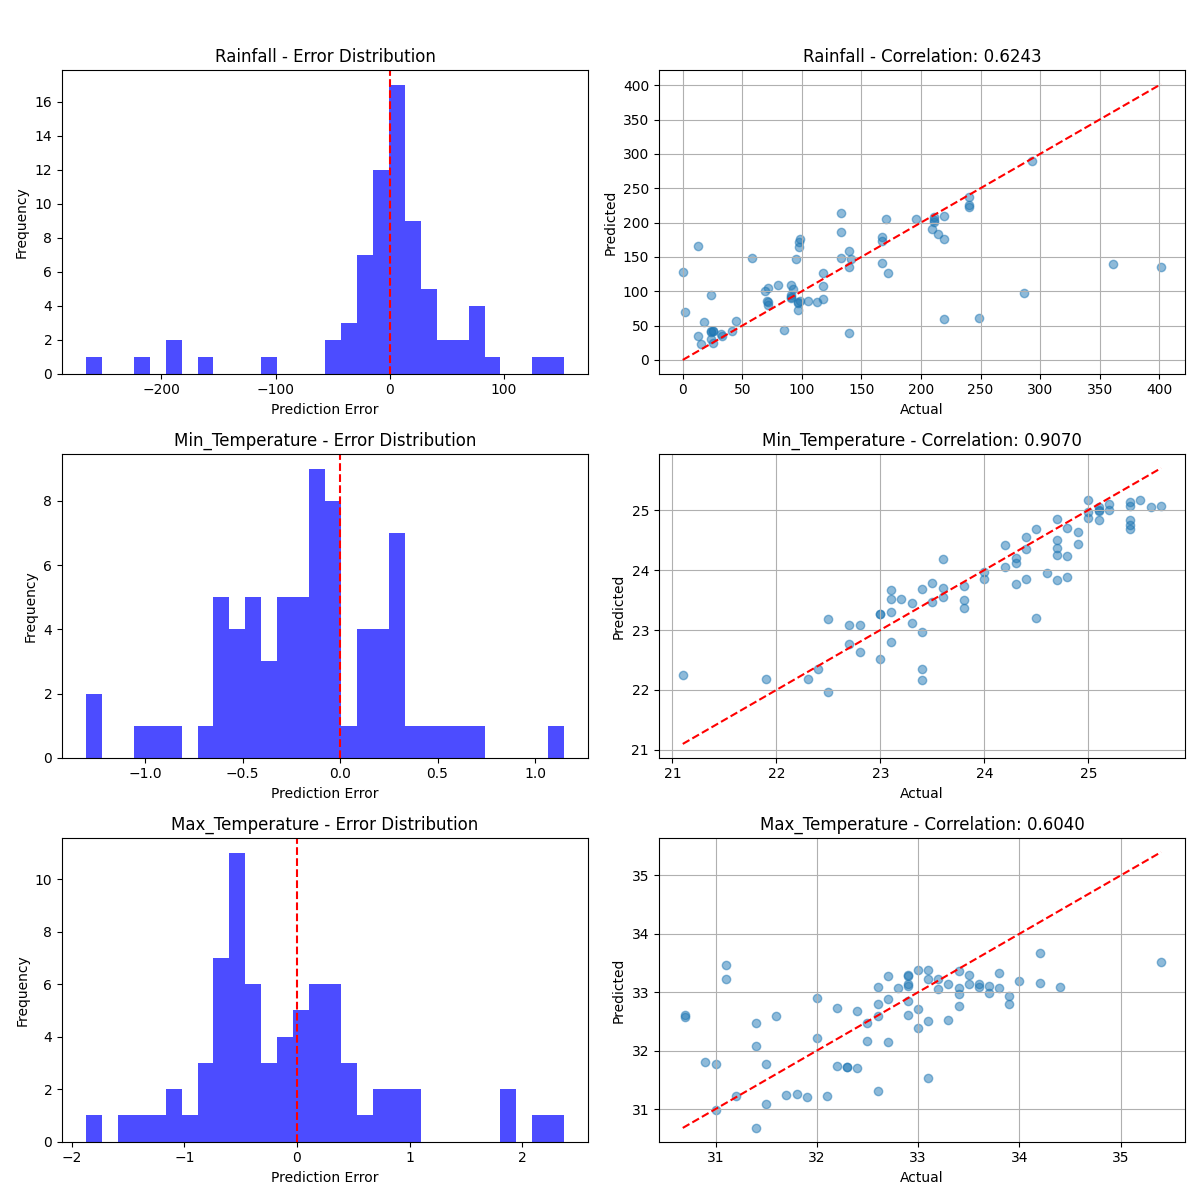 Rainfall - Error Distribution
Frequency
16
14
12
10
8
6
4
2
0
−200 −100 0 100
Prediction Error
Rainfall - Correlation: 0.6243
Predicted
400
350
300
250
200
150
100
50
0
0 50 100 150 200 250 300 350 400
Actual
Min_Temperature - Error Distribution
Frequency
8
6
4
2
0
−1.0 −0.5 0.0 0.5 1.0
Prediction Error
Min_Temperature - Correlation: 0.9070
Predicted
25
24
23
22
21
21 22 23 24 25
Actual
Max_Temperature - Error Distribution
Frequency
10
8
6
4
2
0
−2 −1 0 1 2
Prediction Error
Max_Temperature - Correlation: 0.6040
Predicted
35
34
33
32
31
31 32 33 34 35
Actual